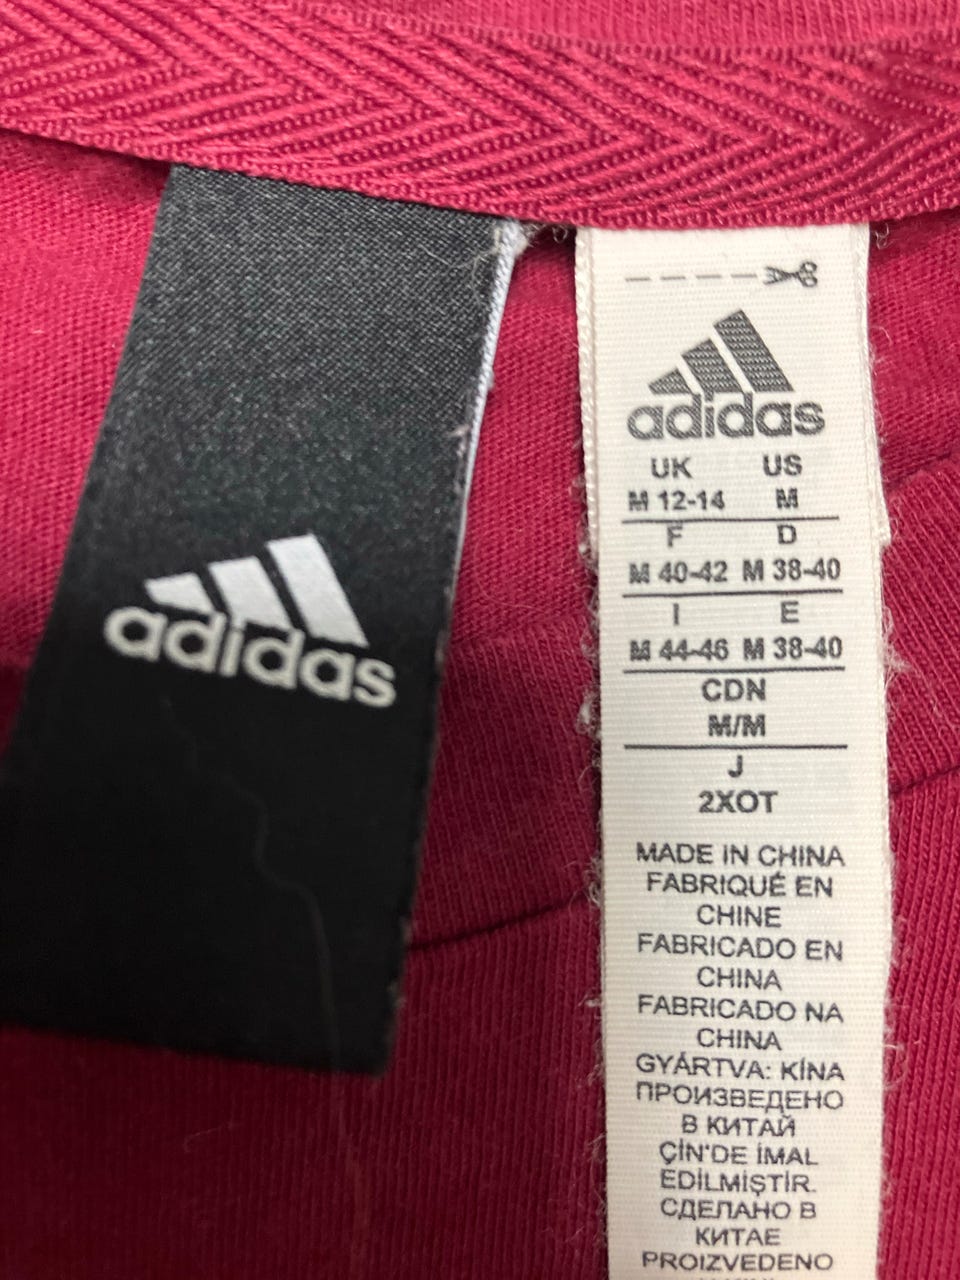 adidas
adidas
UK US
M 12-14 M
F D
M 40-42 M 38-40
I E
M 44-46 M 38-40
CDN
M/M
J
2XOT
MADE IN CHINA
FABRIQUÉ EN
CHINE
FABRICADO EN
CHINA
FABRICADO NA
CHINA
GYÁRTVA: KÍNA
ПРОИЗВЕДЕНО
В КИТАЙ
ÇİN'DE İMAL
EDİLMİŞTİR.
СДЕЛАНО В
КИТАЕ
PROIZVEDENO